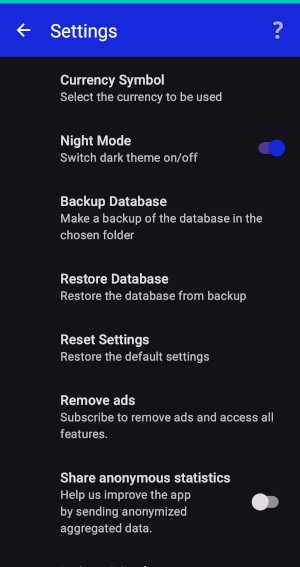 Settings
?
Currency Symbol
Select the currency to be used
Night Mode
Switch dark theme on/off
Backup Database
Make a backup of the database in the
chosen folder
Restore Database
Restore the database from backup
Reset Settings
Restore the default settings
Remove ads
Subscribe to remove ads and access all
features.
Share anonymous statistics
Help us improve the app
by sending anonymized
aggregated data.